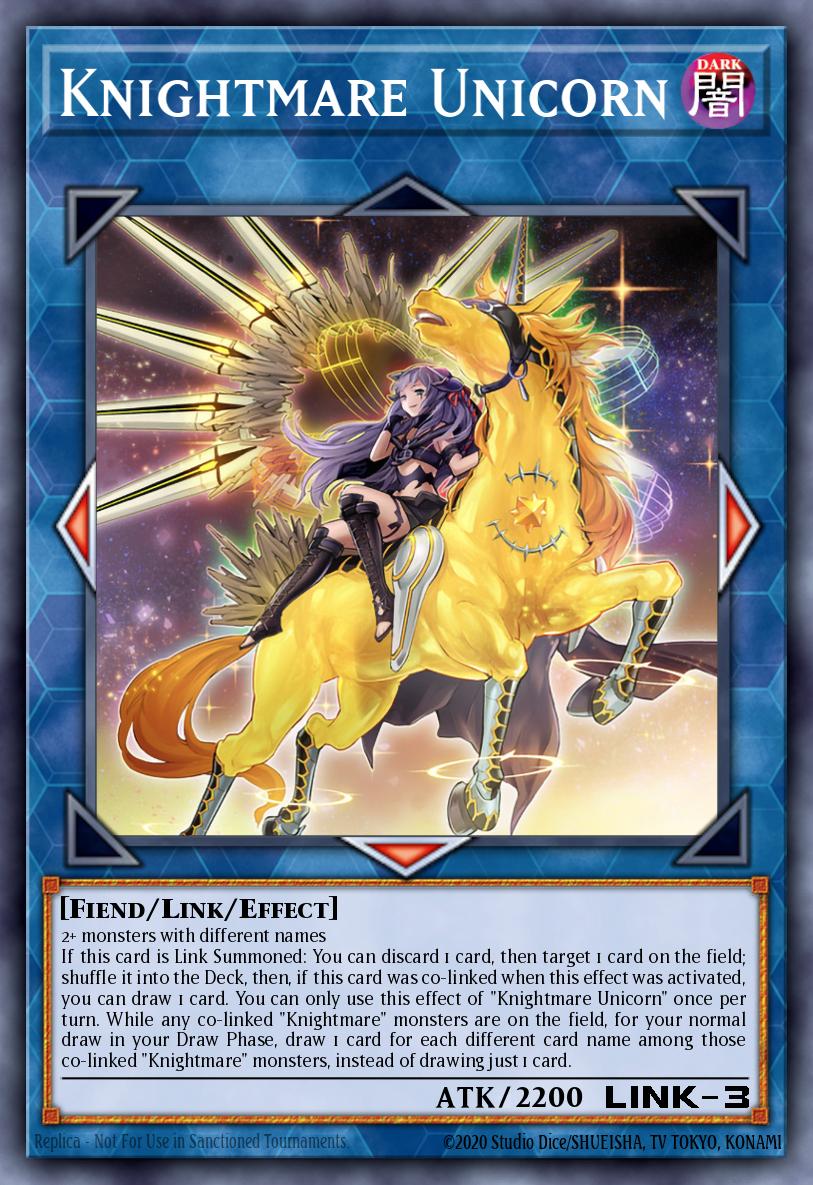 Knightmare Unicorn
DARK
闇
[Fiend/Link/Effect]
2+ monsters with different names
If this card is Link Summoned: You can discard 1 card, then target 1 card on the field;
shuffle it into the Deck, then, if this card was co-linked when this effect was activated,
you can draw 1 card. You can only use this effect of "Knightmare Unicorn" once per
turn. While any co-linked "Knightmare" monsters are on the field, for your normal
draw in your Draw Phase, draw 1 card for each different card name among those
co-linked "Knightmare" monsters, instead of drawing just 1 card.
ATK/2200 LINK-3
Replica - Not For Use in Sanctioned Tournaments. ©2020 Studio Dice/SHUEISHA, TV TOKYO, KONAMI